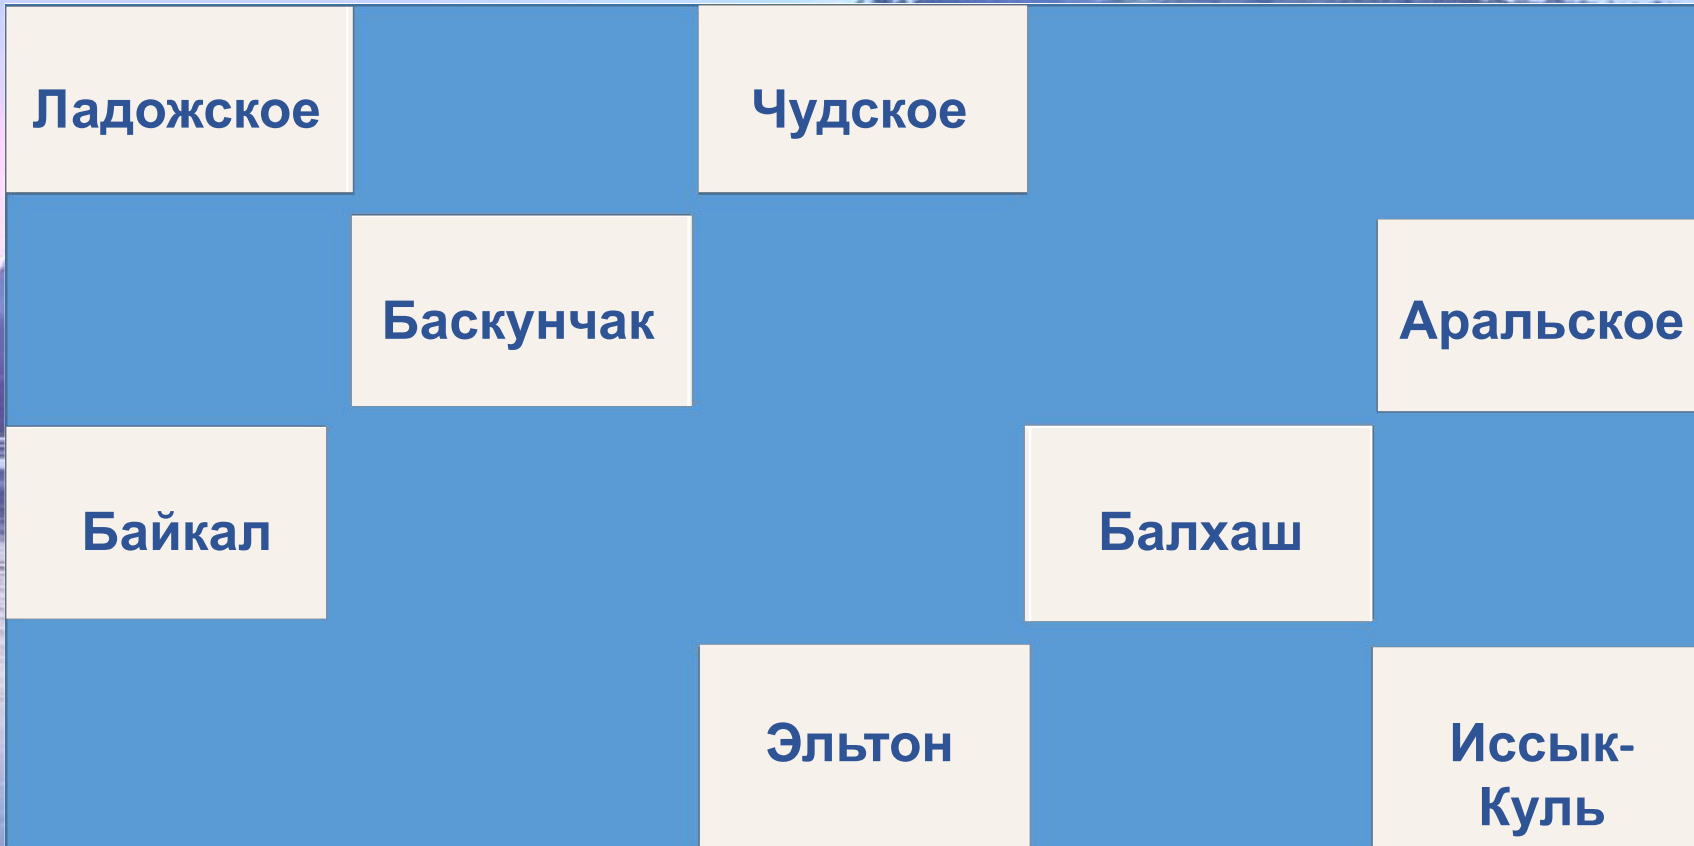 Ладожское
Чудское
Баскунчак
Аральское
Байкал
Балхаш
Эльтон
Иссык-
Куль